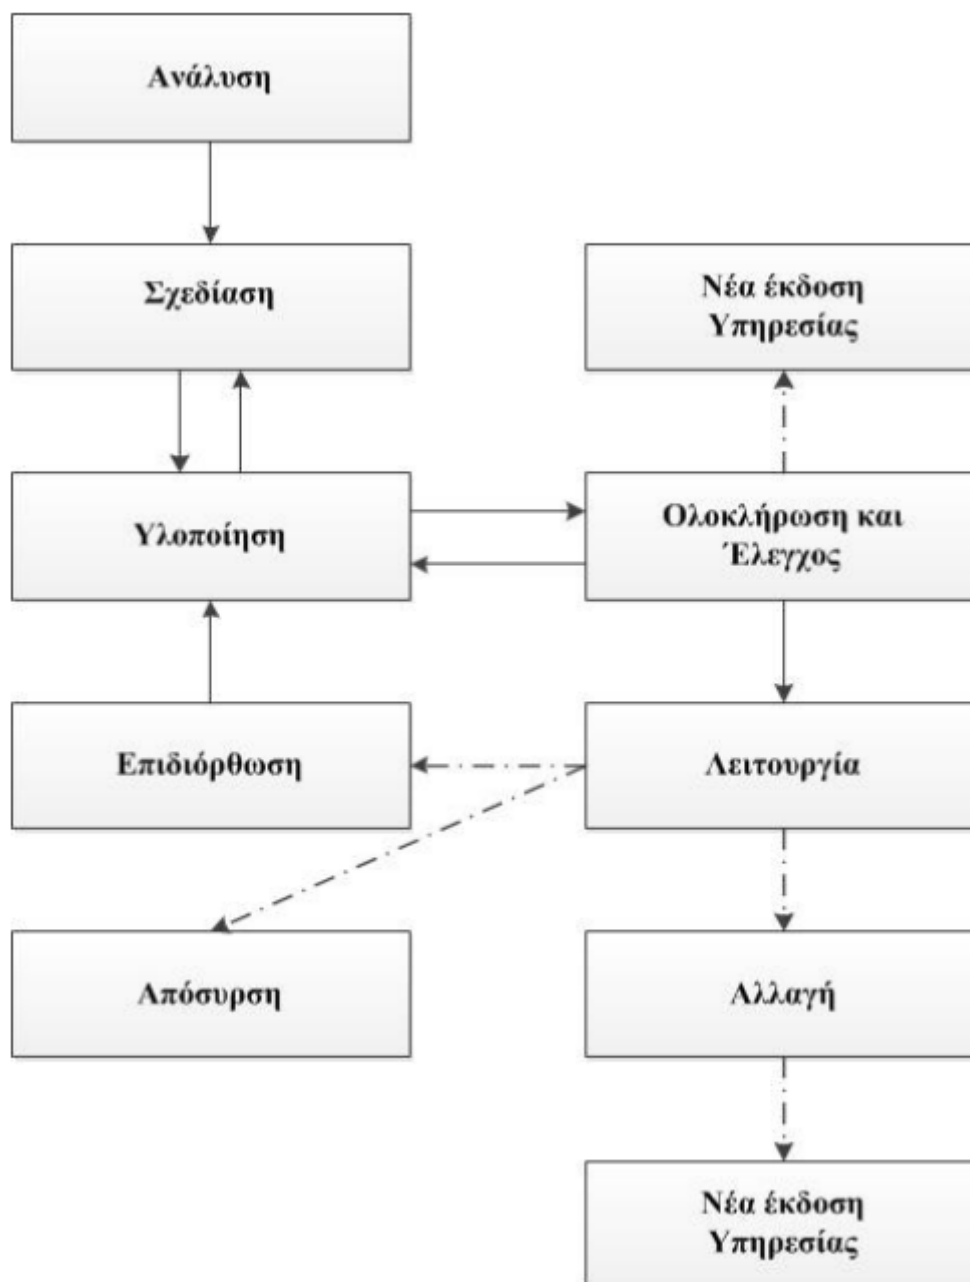 Ανάλυση
Σχεδίαση
Νέα έκδοση
Υπηρεσίας
Υλοποίηση
Ολοκλήρωση και
Έλεγχος
Επιδιόρθωση
Λειτουργία
Απόσυρση
Αλλαγή
Νέα έκδοση
Υπηρεσίας